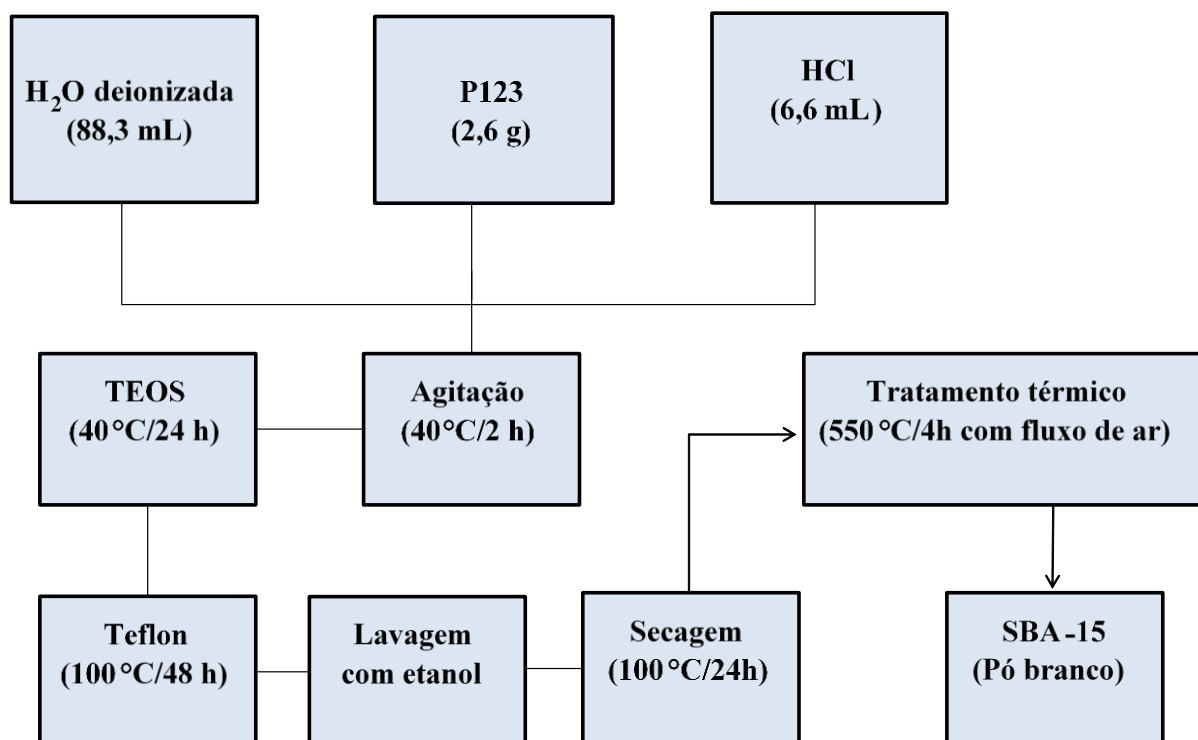 H₂O deionizada
(88,3 mL)
P123
(2,6 g)
HCl
(6,6 mL)
TEOS
(40°C/24 h)
Agitação
(40°C/2 h)
Tratamento térmico
(550°C/4h com fluxo de ar)
Teflon
(100°C/48 h)
Lavagem
com etanol
Secagem
(100°C/24h)
SBA-15
(Pó branco)